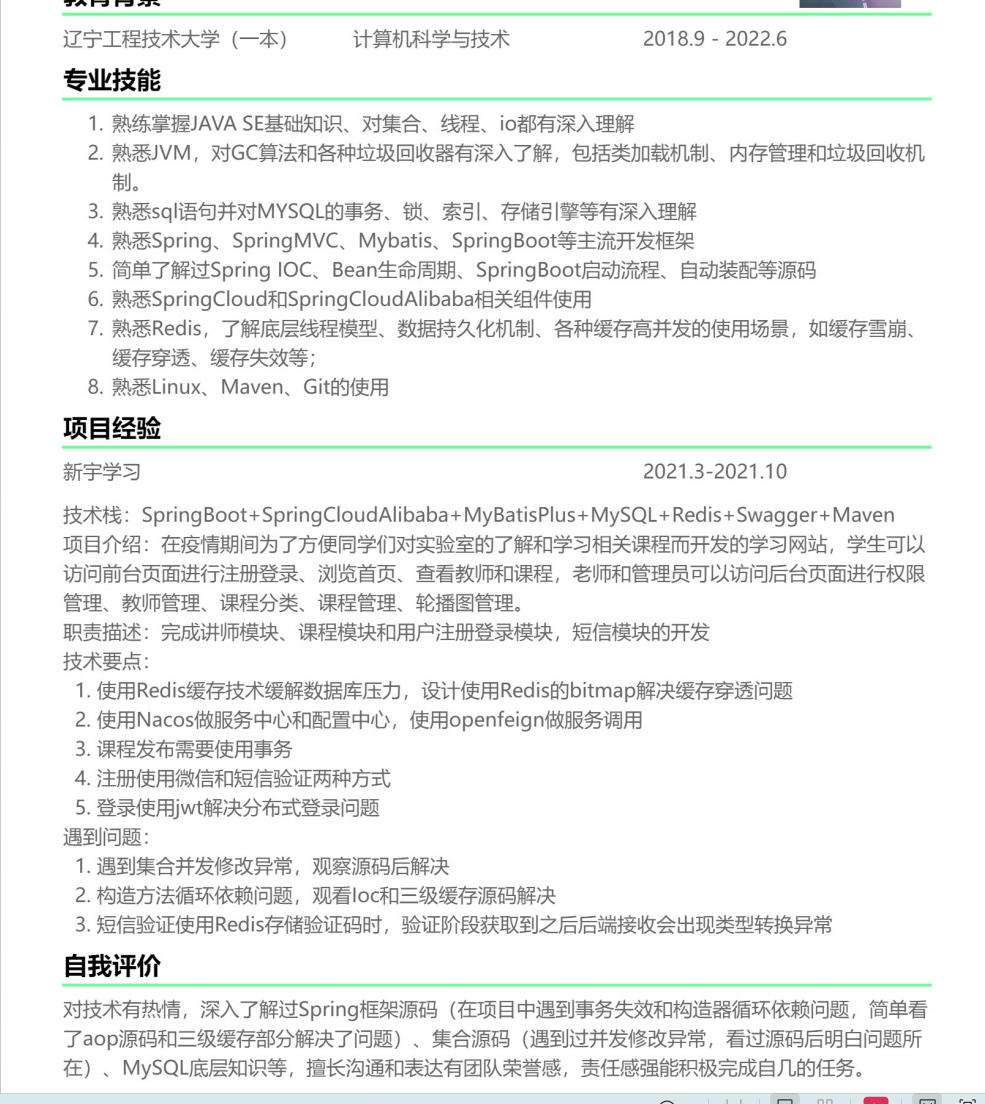 教育背景
辽宁工程技术大学（一本） 计算机科学与技术 2018.9 - 2022.6
专业技能
1. 熟练掌握JAVA SE基础知识、对集合、线程、io都有深入理解
2. 熟悉JVM，对GC算法和各种垃圾回收器有深入了解，包括类加载机制、内存管理和垃圾回收机
制。
3. 熟悉sql语句并对MYSQL的事务、锁、索引、存储引擎等有深入理解
4. 熟悉Spring、SpringMVC、Mybatis、SpringBoot等主流开发框架
5. 简单了解过Spring IOC、Bean生命周期、SpringBoot启动流程、自动装配等源码
6. 熟悉SpringCloud和SpringCloudAlibaba相关组件使用
7. 熟悉Redis，了解底层线程模型、数据持久化机制、各种缓存高并发的使用场景，如缓存雪崩、
缓存穿透、缓存失效等；
8. 熟悉Linux、Maven、Git的使用
项目经验
新宇学习 2021.3-2021.10
技术栈：SpringBoot+SpringCloudAlibaba+MyBatisPlus+MySQL+Redis+Swagger+Maven
项目介绍：在疫情期间为了方便同学们对实验室的了解和学习相关课程而开发的学习网站，学生可以
访问前台页面进行注册登录、浏览首页、查看教师和课程，老师和管理员可以访问后台页面进行权限
管理、教师管理、课程分类、课程管理、轮播图管理。
职责描述：完成讲师模块、课程模块和用户注册登录模块，短信模块的开发
技术要点：
1. 使用Redis缓存技术缓解数据库压力，设计使用Redis的bitmap解决缓存穿透问题
2. 使用Nacos做服务中心和配置中心，使用openfeign做服务调用
3. 课程发布需要使用事务
4. 注册使用微信和短信验证两种方式
5. 登录使用jwt解决分布式登录问题
遇到问题：
1. 遇到集合并发修改异常，观察源码后解决
2. 构造方法循环依赖问题，观看Ioc和三级缓存源码解决
3. 短信验证使用Redis存储验证码时，验证阶段获取到之后后端接收会出现类型转换异常
自我评价
对技术有热情，深入了解过Spring框架源码（在项目中遇到事务失效和构造器循环依赖问题，简单看
了aop源码和三级缓存部分解决了问题）、集合源码（遇到过并发修改异常，看过源码后明白问题所
在）、MySQL底层知识等，擅长沟通和表达有团队荣誉感，责任感强能积极完成自几的任务。